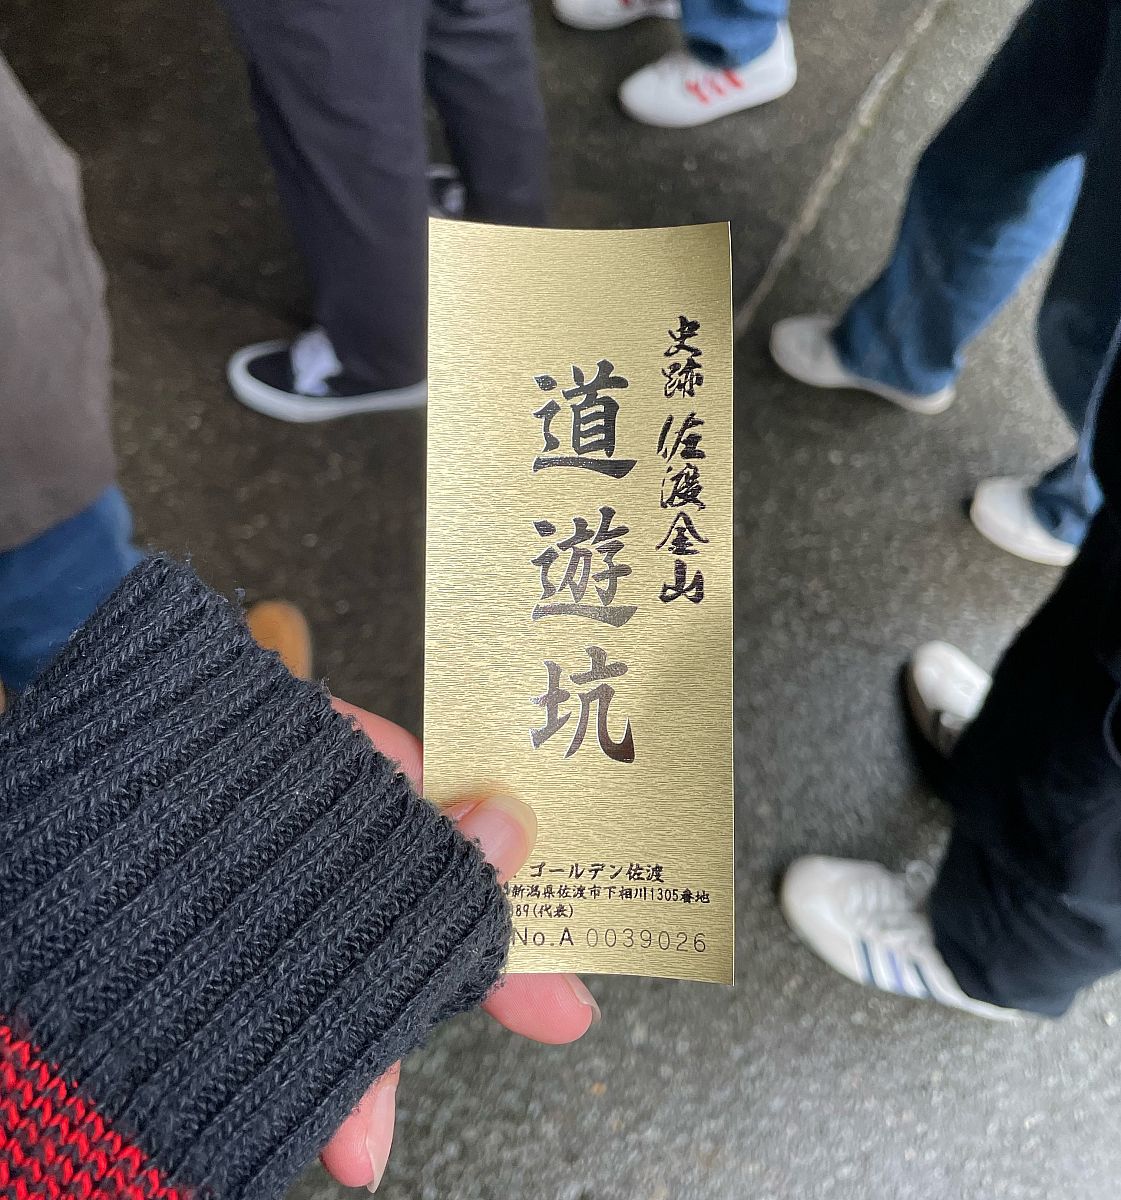 史跡 佐渡金山
道遊坑
ゴールデン佐渡
新潟県佐渡市下相川1305番地
89(代表)
No.A 0039026